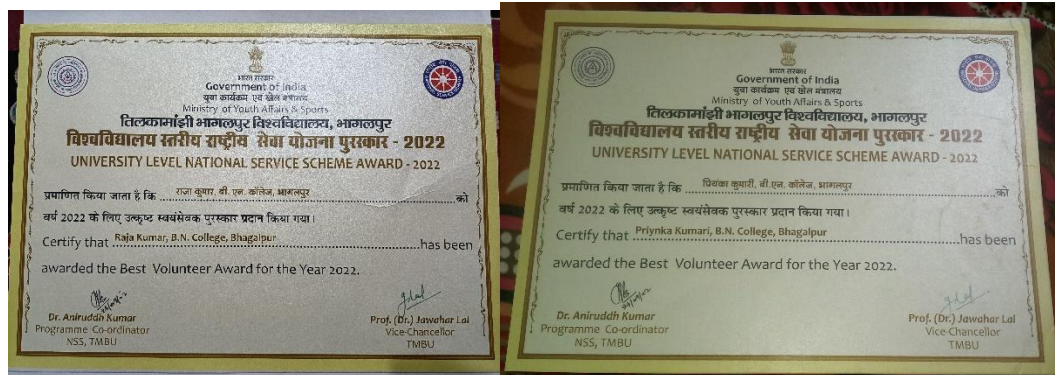 भारत सरकार
Government of India
युवा कार्यक्रम एवं खेल मंत्रालय
Ministry of Youth Affairs & Sports
तिलकामांझी भागलपुर विश्वविद्यालय, भागलपुर
विश्वविद्यालय स्तरीय राष्ट्रीय सेवा योजना पुरस्कार - 2022
UNIVERSITY LEVEL NATIONAL SERVICE SCHEME AWARD - 2022
प्रमाणित किया जाता है कि राजा कुमार, बी. एन. कॉलेज, भागलपुर को
वर्ष 2022 के लिए उत्कृष्ट स्वयंसेवक पुरस्कार प्रदान किया गया।
Certify that Raja Kumar, B.N. College, Bhagalpur has been
awarded the Best Volunteer Award for the Year 2022.
Dr. Aniruddh Kumar
Programme Co-ordinator
NSS, TMBU
Prof. (Dr.) Jawahar Lal
Vice-Chancellor
TMBU
भारत सरकार
Government of India
युवा कार्यक्रम एवं खेल मंत्रालय
Ministry of Youth Affairs & Sports
तिलकामांझी भागलपुर विश्वविद्यालय, भागलपुर
विश्वविद्यालय स्तरीय राष्ट्रीय सेवा योजना पुरस्कार - 2022
UNIVERSITY LEVEL NATIONAL SERVICE SCHEME AWARD - 2022
प्रमाणित किया जाता है कि प्रियंका कुमारी, बी. एन. कॉलेज, भागलपुर को
वर्ष 2022 के लिए उत्कृष्ट स्वयंसेवक पुरस्कार प्रदान किया गया।
Certify that Priynka Kumari, B.N. College, Bhagalpur has been
awarded the Best Volunteer Award for the Year 2022.
Dr. Aniruddh Kumar
Programme Co-ordinator
NSS, TMBU
Prof. (Dr.) Jawahar Lal
Vice-Chancellor
TMBU